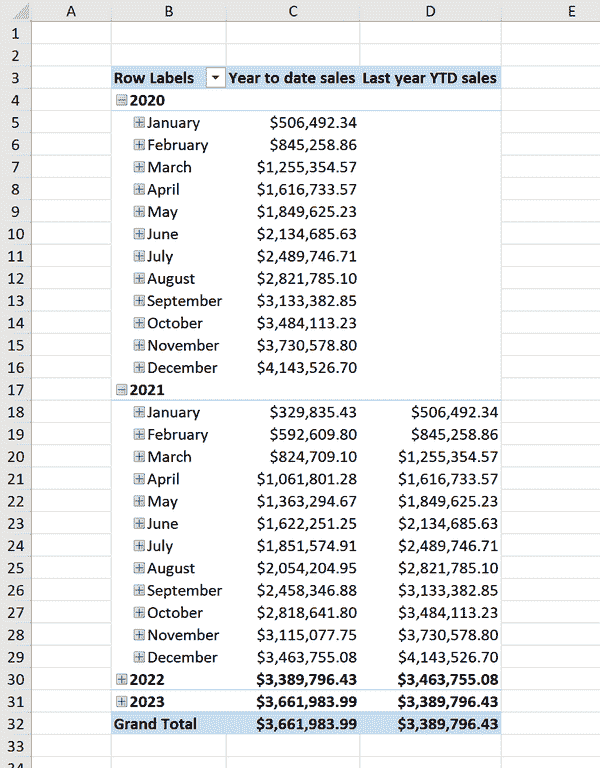 A B C D E
1
2
3 Row Labels Year to date sales Last year YTD sales
4 2020
5 January $506,492.34
6 February $845,258.86
7 March $1,255,354.57
8 April $1,616,733.57
9 May $1,849,625.23
10 June $2,134,685.63
11 July $2,489,746.71
12 August $2,821,785.10
13 September $3,133,382.85
14 October $3,484,113.23
15 November $3,730,578.80
16 December $4,143,526.70
17 2021
18 January $329,835.43 $506,492.34
19 February $592,609.80 $845,258.86
20 March $824,709.10 $1,255,354.57
21 April $1,061,801.28 $1,616,733.57
22 May $1,363,294.67 $1,849,625.23
23 June $1,622,251.25 $2,134,685.63
24 July $1,851,574.91 $2,489,746.71
25 August $2,054,204.95 $2,821,785.10
26 September $2,458,346.88 $3,133,382.85
27 October $2,818,641.80 $3,484,113.23
28 November $3,115,077.75 $3,730,578.80
29 December $3,463,755.08 $4,143,526.70
30 2022 $3,389,796.43 $3,463,755.08
31 2023 $3,661,983.99 $3,389,796.43
32 Grand Total $3,661,983.99 $3,389,796.43
33
34